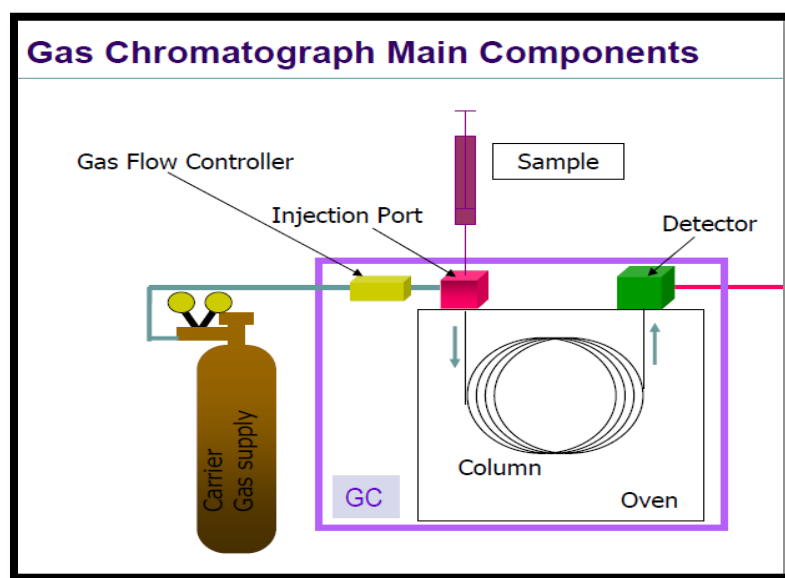 Gas Chromatograph Main Components
Gas Flow Controller
Sample
Injection Port
Detector
Carrier
Gas supply
Column
GC
Oven